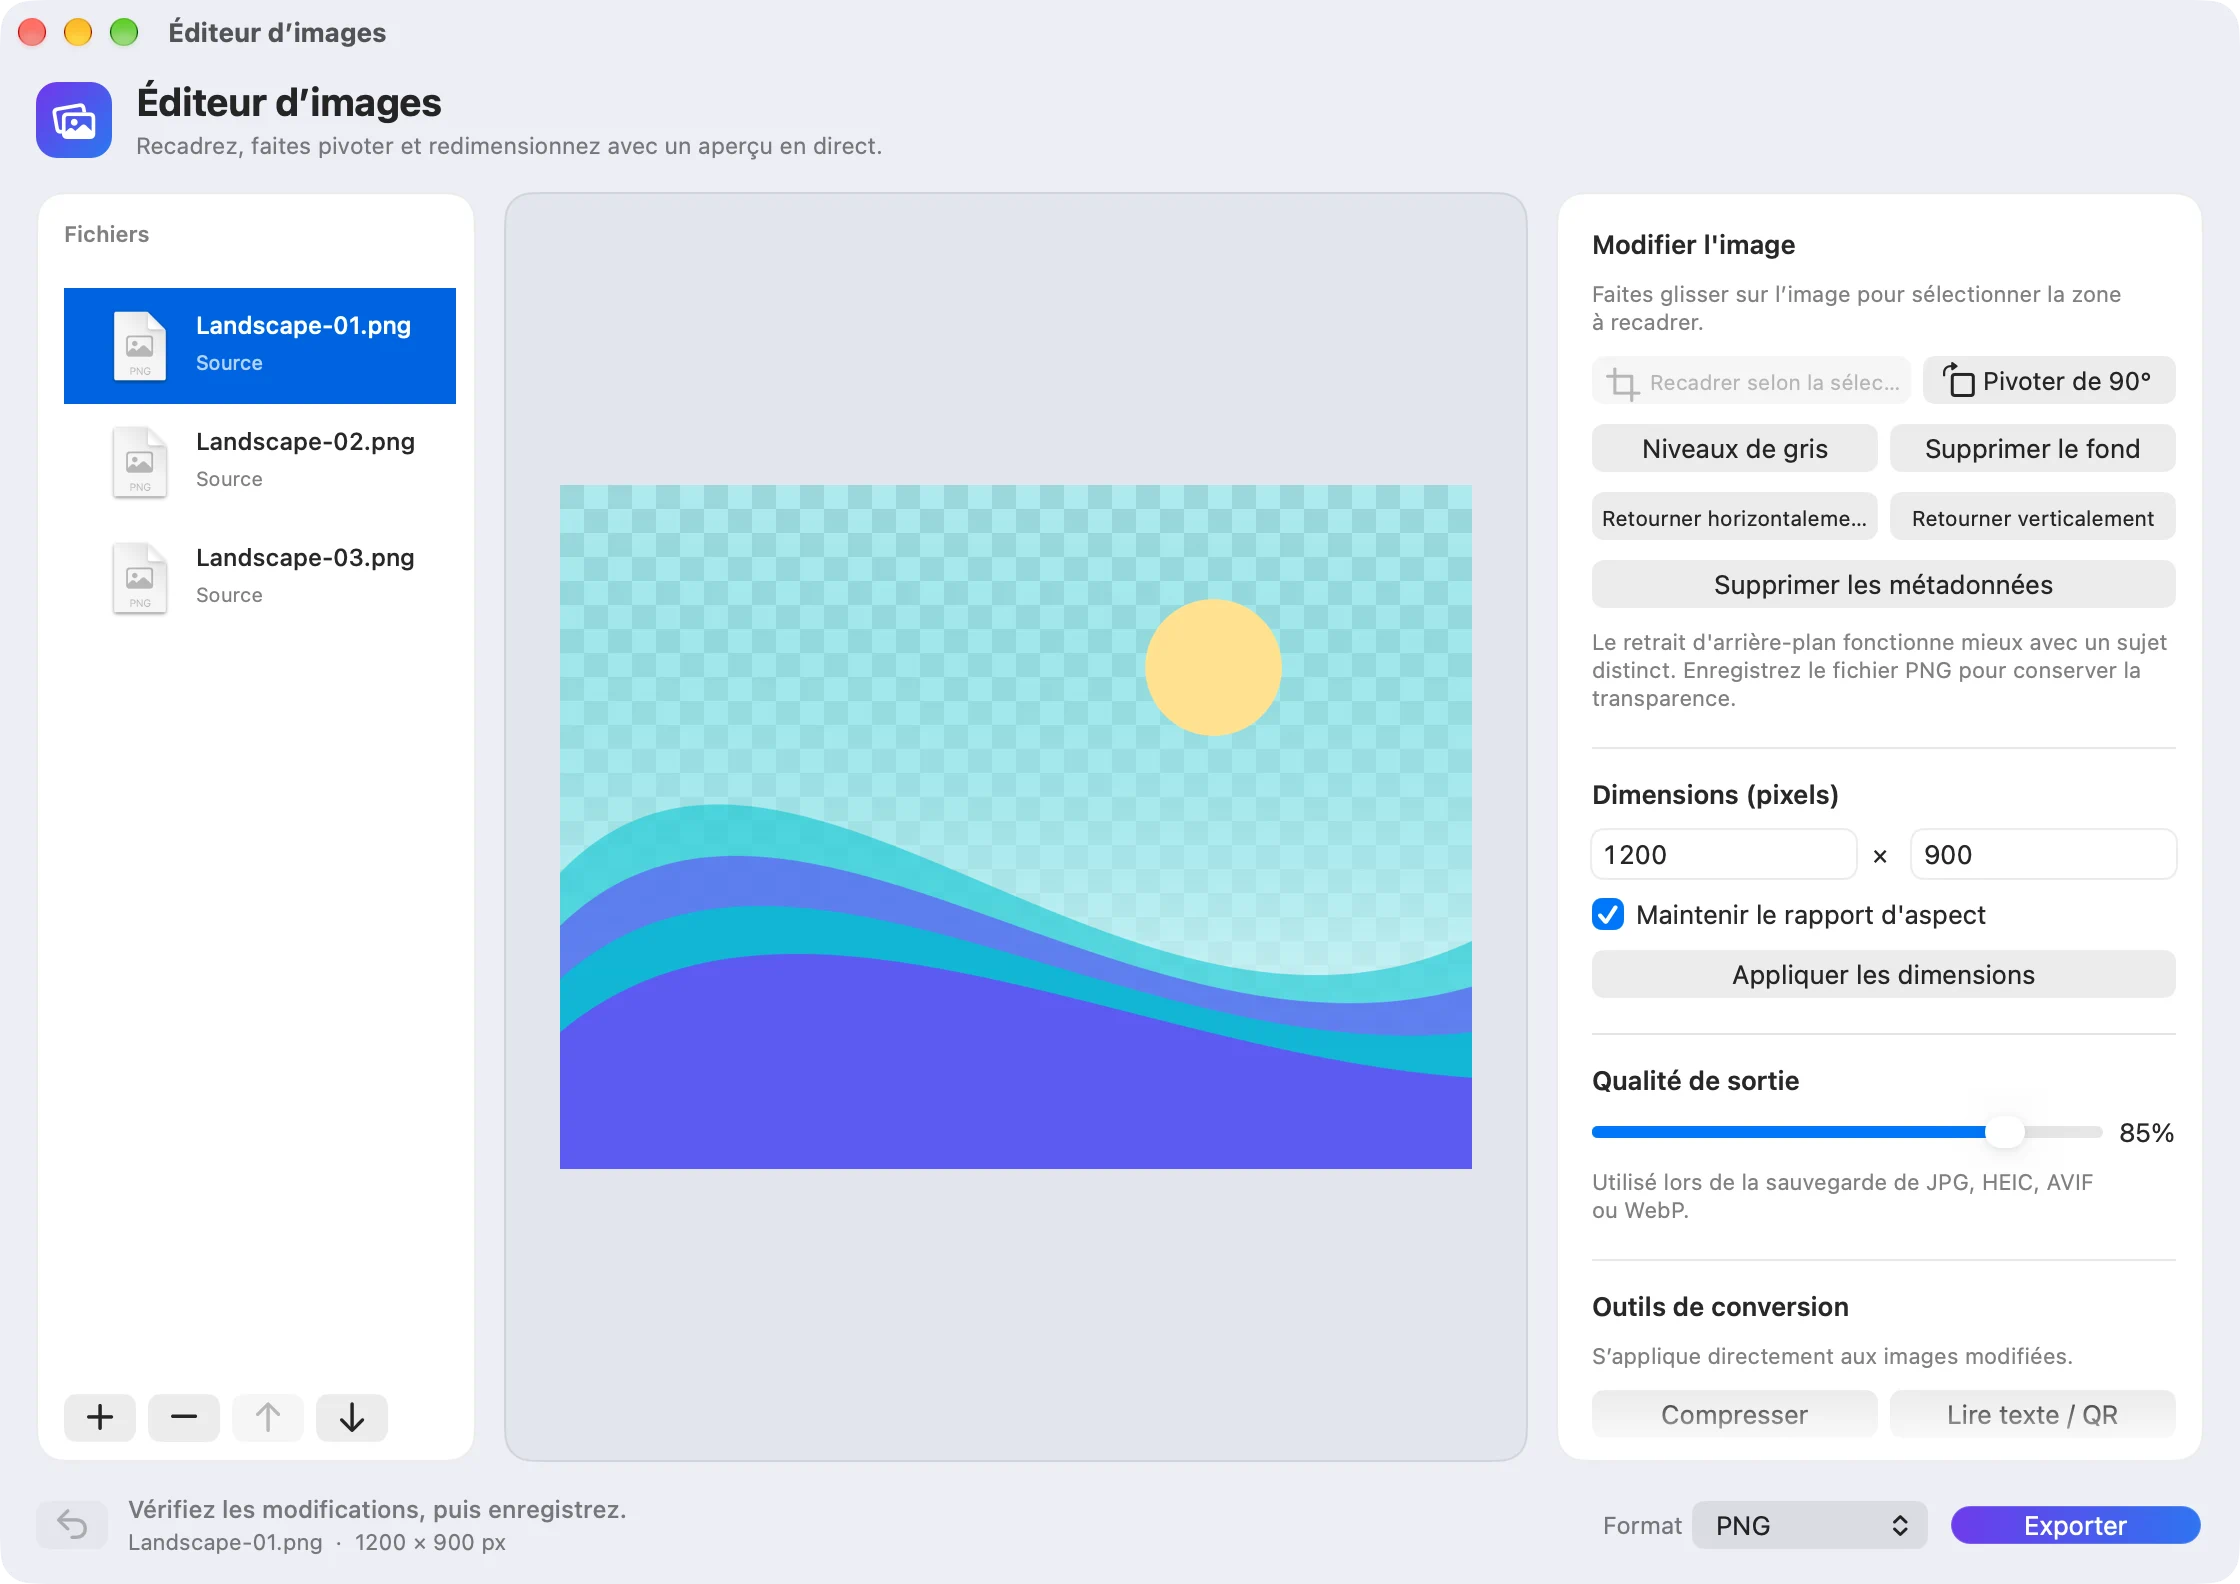 Éditeur d’images
Éditeur d’images
Recadrez, faites pivoter et redimensionnez avec un aperçu en direct.
Fichiers
Landscape-01.png
Source
PNG
Landscape-02.png
Source
PNG
Landscape-03.png
Source
PNG
Modifier l'image
Faites glisser sur l’image pour sélectionner la zone
à recadrer.
Recadrer selon la sélec...
Pivoter de 90°
Niveaux de gris
Supprimer le fond
Retourner horizontaleme...
Retourner verticalement
Supprimer les métadonnées
Le retrait d'arrière-plan fonctionne mieux avec un sujet
distinct. Enregistrez le fichier PNG pour conserver la
transparence.
Dimensions (pixels)
1200 × 900
Maintenir le rapport d'aspect
Appliquer les dimensions
Qualité de sortie
85%
Utilisé lors de la sauvegarde de JPG, HEIC, AVIF
ou WebP.
Outils de conversion
S’applique directement aux images modifiées.
Compresser
Lire texte / QR
Vérifiez les modifications, puis enregistrez.
Landscape-01.png · 1200 × 900 px
Format PNG
Exporter